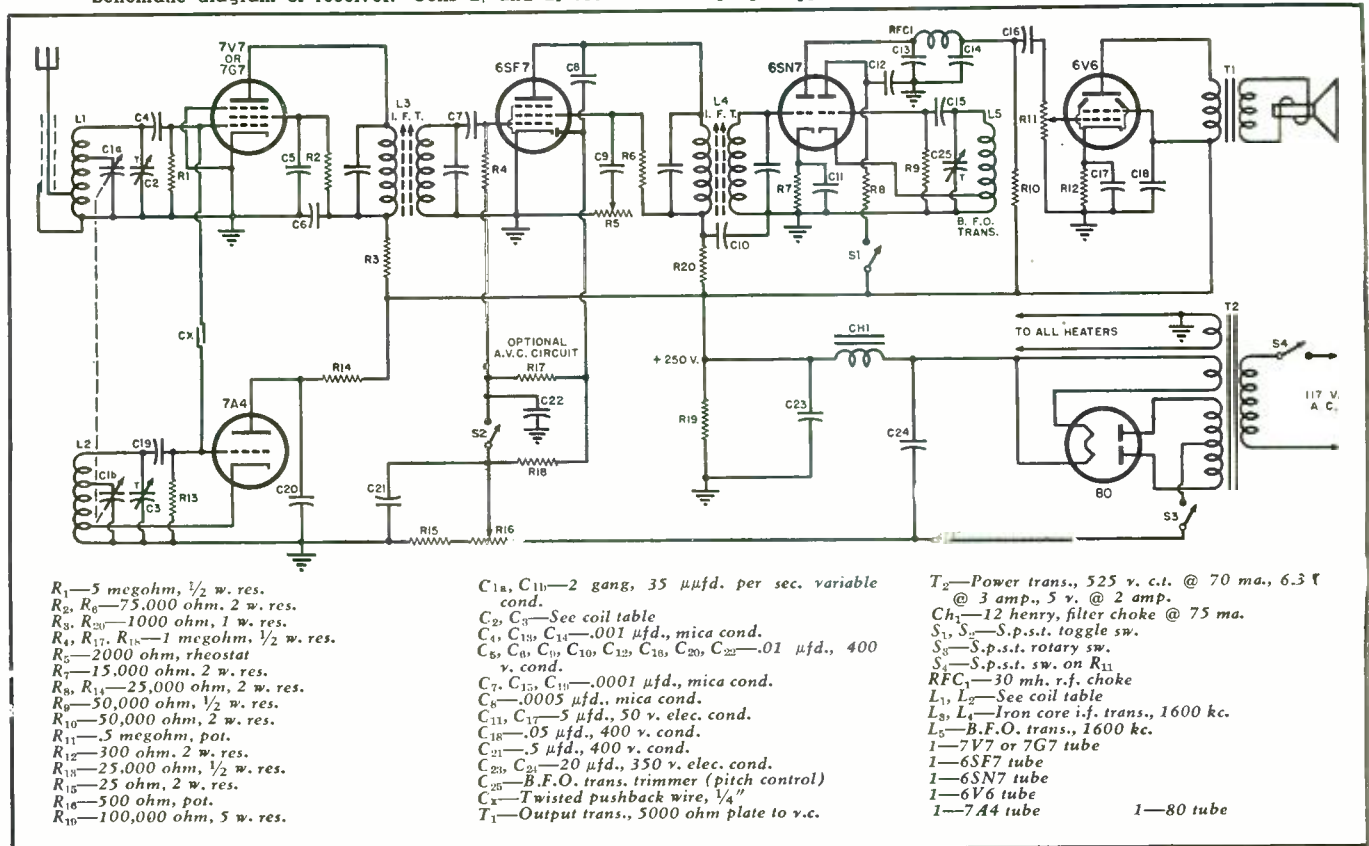 7V7
OR
7G7
L1
C4
C1a
T
C2
R1
C5
R2
C6
L3
I. F. T.
R3
C7
R4
6SF7
C8
C9
R6
R5
L4
I. F. T.
C10
R20
6SN7
C12
RFC1
C13
C14
R7
C11
R8
S1
R9
C15
C25
T
L5
B. F. O.
TRANS.
R10
C16
R11
6V6
R12
C17
C18
T1
CX
L2
C1b
T
C3
C19
R13
7A4
R14
C20
C21
S2
OPTIONAL
A.V.C. CIRCUIT
R17
C22
R18
R15
R16
+ 250 V.
R19
C23
CH1
C24
TO ALL HEATERS
80
T2
S3
S4
117 V.
A. C.
R1—5 megohm, 1/2 w. res.
R2, R6—75.000 ohm. 2 w. res.
R3, R20—1000 ohm, 1 w. res.
R4, R17, R18—1 megohm, 1/2 w. res.
R5—2000 ohm, rheostat
R7—15,000 ohm. 2 w. res.
R8, R14—25,000 ohm, 2 w. res.
R9—50,000 ohm, 1/2 w. res.
R10—50,000 ohm, 2 w. res.
R11—.5 megohm, pot.
R12—300 ohm. 2 w. res.
R13—25.000 ohm, 1/2 w. res.
R15—25 ohm, 2 w. res.
R16—500 ohm, pot.
R19—100,000 ohm, 5 w. res.
C1a, C1b—2 gang, 35 μμfd. per sec. variable
cond.
C2, C3—See coil table
C4, C13, C14—.001 μfd., mica cond.
C5, C6, C9, C10, C12, C16, C20, C22—.01 μfd., 400
v. cond.
C7, C15, C19—.0001 μfd., mica cond.
C8—.0005 μfd., mica cond.
C11, C17—5 μfd., 50 v. elec. cond.
C18—.05 μfd., 400 v. cond.
C21—.5 μfd., 400 v. cond.
C23, C24—20 μfd., 350 v. elec. cond.
C25—B.F.O. trans. trimmer (pitch control)
Cx—Twisted pushback wire, 1/4"
T1—Output trans., 5000 ohm plate to v.c.
T2—Power trans., 525 v. c.t. @ 70 ma., 6.3
@ 3 amp., 5 v. @ 2 amp.
Ch1—12 henry, filter choke @ 75 ma.
S1, S2—S.p.s.t. toggle sw.
S3—S.p.s.t. rotary sw.
S4—S.p.s.t. sw. on R11
RFC1—30 mh. r.f. choke
L1, L2—See coil table
L3, L4—Iron core i.f. trans., 1600 kc.
L5—B.F.O. trans., 1600 kc.
1—7V7 or 7G7 tube
1—6SF7 tube
1—6SN7 tube
1—6V6 tube
1—7A4 tube 1—80 tube